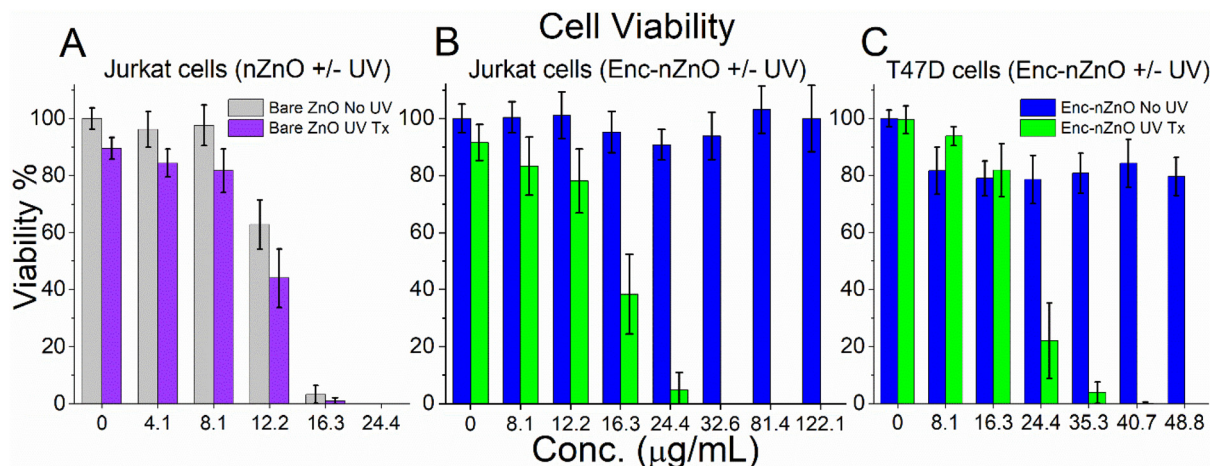 Cell Viability
A
Jurkat cells (nZnO +/- UV)
Bare ZnO No UV
Bare ZnO UV Tx
Viability %
100
80
60
40
20
0
0 4.1 8.1 12.2 16.3 24.4
B
Jurkat cells (Enc-nZnO +/- UV)
100
80
60
40
20
0
0 8.1 12.2 16.3 24.4 32.6 81.4 122.1
C
T47D cells (Enc-nZnO +/- UV)
Enc-nZnO No UV
Enc-nZnO UV Tx
100
80
60
40
20
0
0 8.1 16.3 24.4 35.3 40.7 48.8
Conc. (μg/mL)